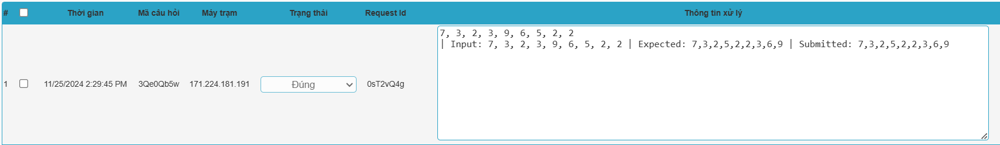 # Thời gian Mã câu hỏi Máy trạm Trạng thái Request Id Thông tin xử lý
7, 3, 2, 3, 9, 6, 5, 2, 2
| Input: 7, 3, 2, 3, 9, 6, 5, 2, 2 | Expected: 7,3,2,5,2,2,3,6,9 | Submitted: 7,3,2,5,2,2,3,6,9
1 11/25/2024 2:29:45 PM 3Qe0Qb5w 171.224.181.191 Đúng 0sT2vQ4g